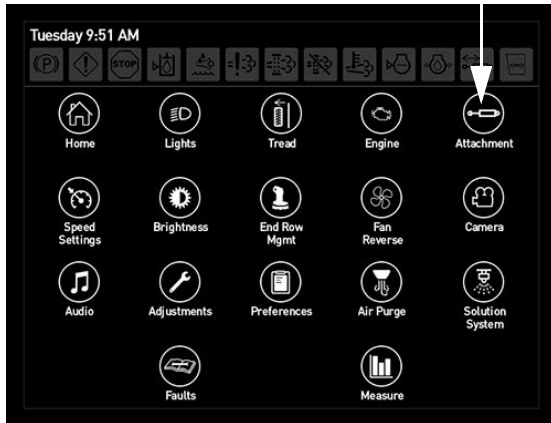 Tuesday 9:51 AM
(P) STOP
Home Lights Tread Engine Attachment
Speed Settings Brightness End Row Mgmt Fan Reverse Camera
Audio Adjustments Preferences Air Purge Solution System
Faults Measure